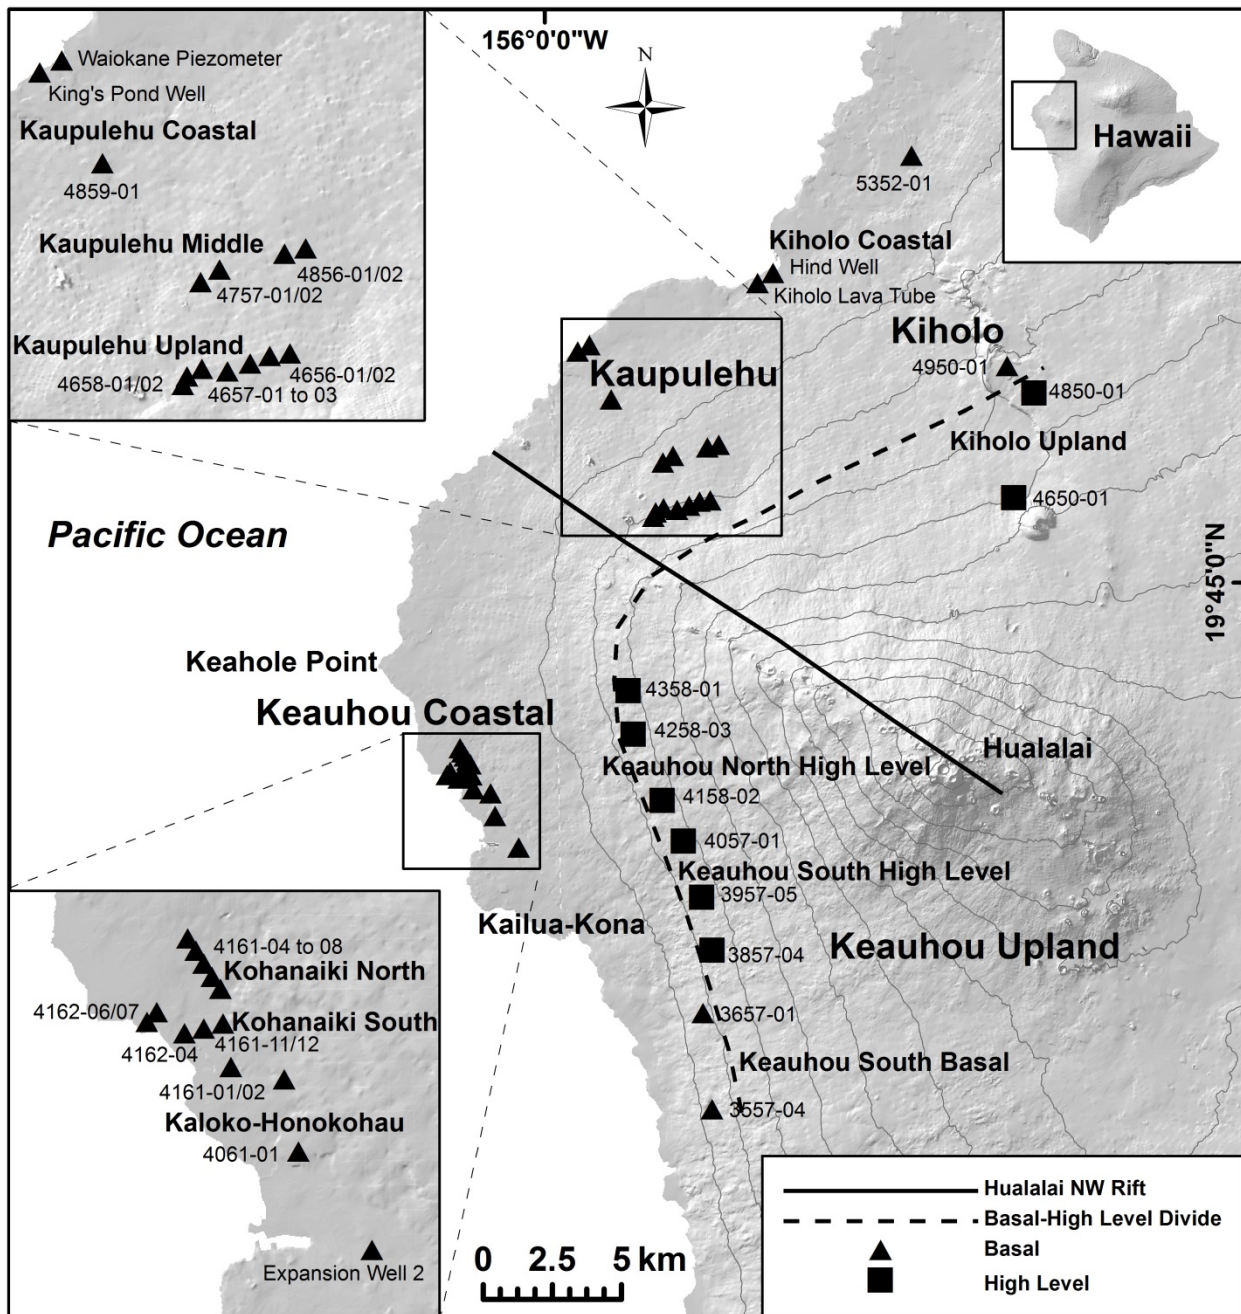 156°0'0"W
N
Waiokane Piezometer
King's Pond Well
Kaupulehu Coastal
4859-01
Kaupulehu Middle
4856-01/02
4757-01/02
Kaupulehu Upland
4658-01/02
4656-01/02
4657-01 to 03
Hawaii
5352-01
Kiholo Coastal
Hind Well
Kiholo Lava Tube
Kiholo
4950-01
4850-01
Kaupulehu
Kiholo Upland
4650-01
Pacific Ocean
19°45'0"N
Keahole Point
Keauhou Coastal
4358-01
4258-03
Hualalai
Keauhou North High Level
4158-02
4057-01
Keauhou South High Level
3957-05
Kailua-Kona
Keauhou Upland
3857-04
3657-01
Keauhou South Basal
3557-04
4161-04 to 08
Kohanaiki North
4162-06/07
Kohanaiki South
4162-04
4161-11/12
4161-01/02
Kaloko-Honokohau
4061-01
Expansion Well 2
0 2.5 5 km
Hualalai NW Rift
Basal-High Level Divide
Basal
High Level